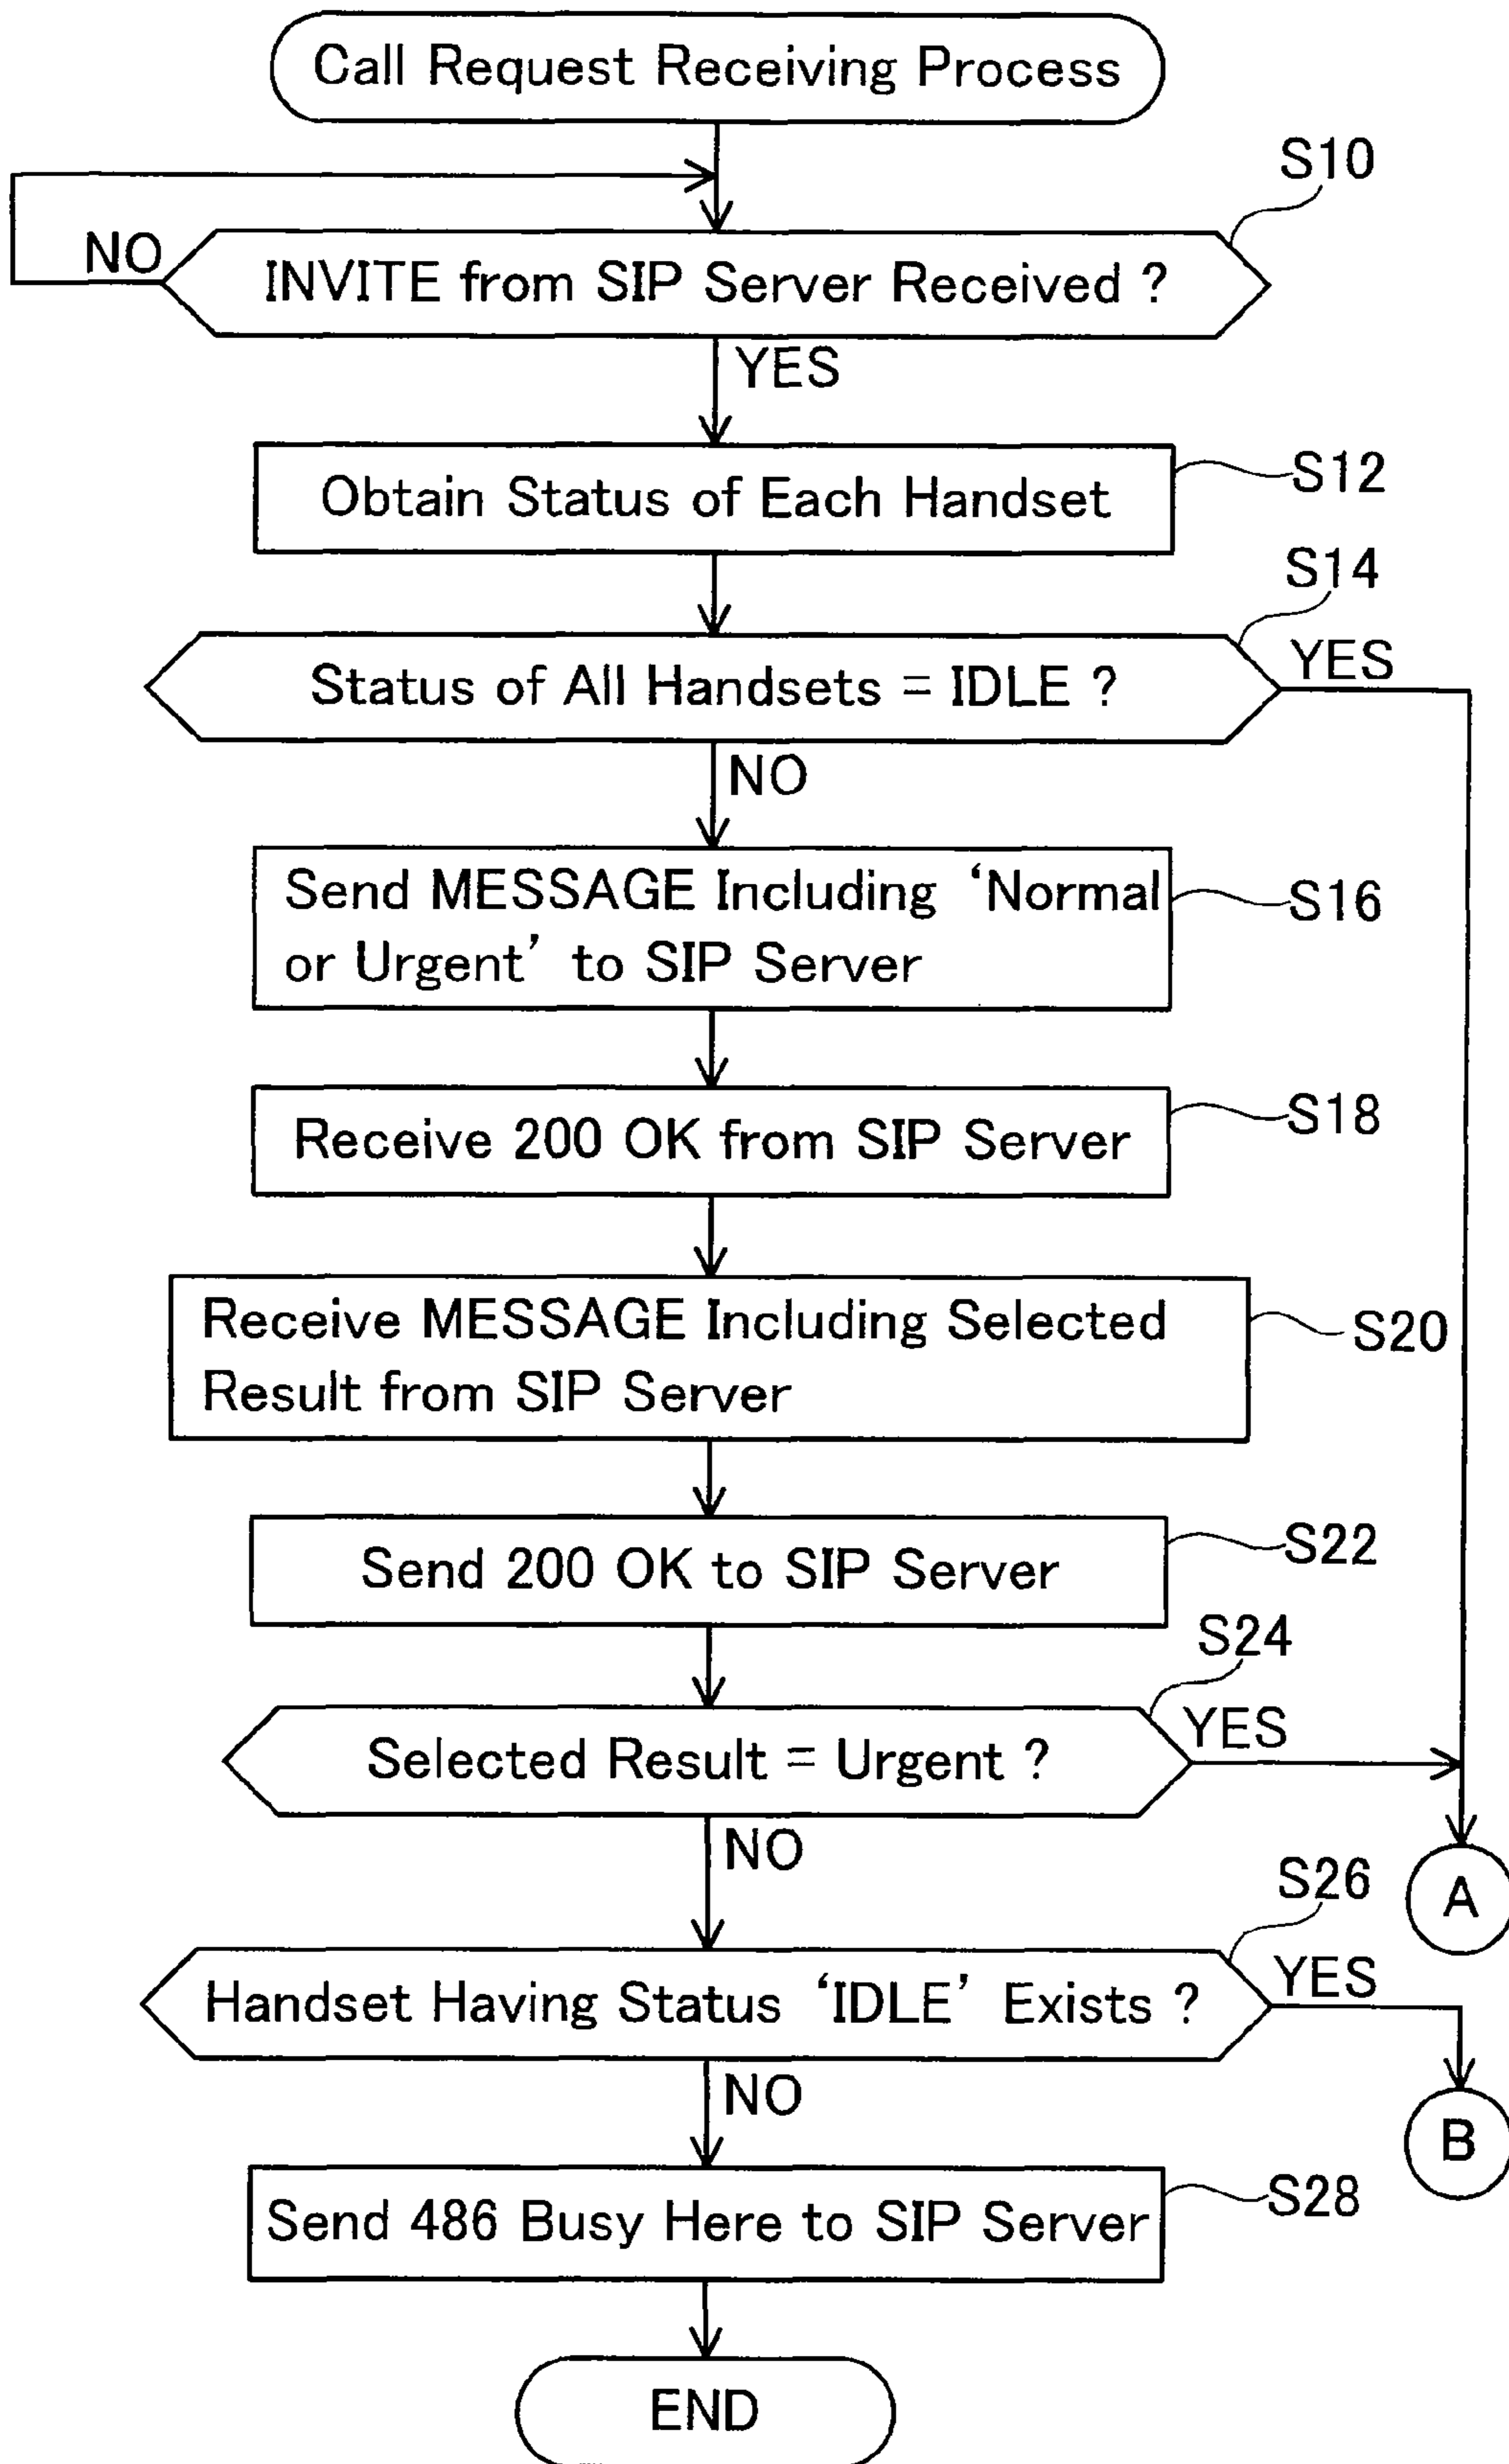 Call Request Receiving Process
S10
NO
INVITE from SIP Server Received ?
YES
Obtain Status of Each Handset
S12
S14
Status of All Handsets = IDLE ?
YES
NO
Send MESSAGE Including ‘Normal
or Urgent’ to SIP Server
S16
Receive 200 OK from SIP Server
S18
Receive MESSAGE Including Selected
Result from SIP Server
S20
Send 200 OK to SIP Server
S22
S24
Selected Result = Urgent ?
YES
NO
A
S26
Handset Having Status ‘IDLE’ Exists ?
YES
NO
B
Send 486 Busy Here to SIP Server
S28
END